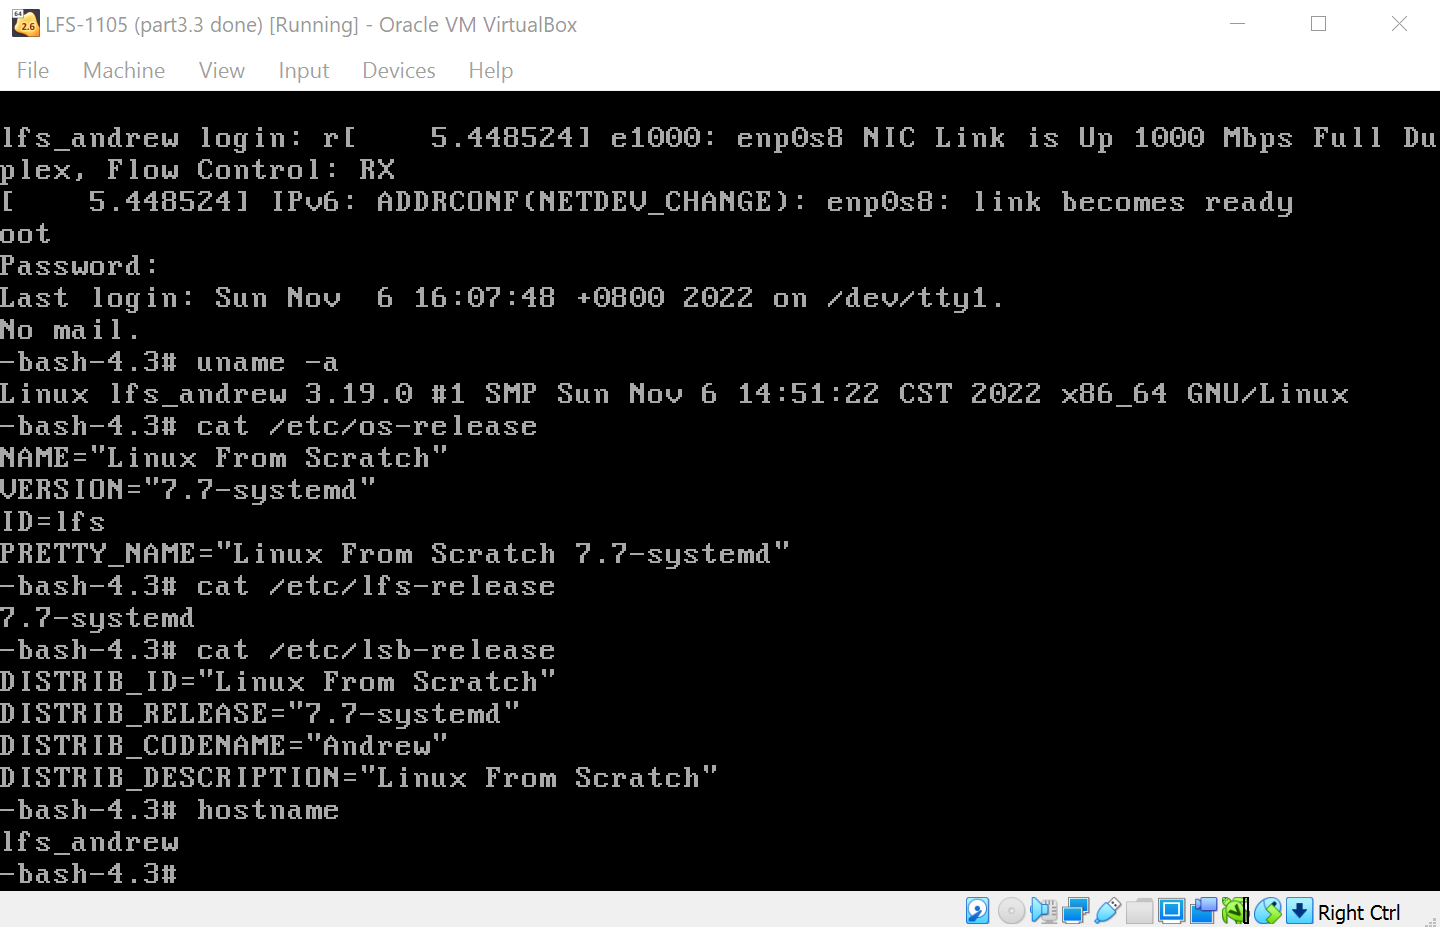 LFS-1105 (part3.3 done) [Running] - Oracle VM VirtualBox
File Machine View Input Devices Help
lfs_andrew login: r[    5.448524] e1000: enp0s8 NIC Link is Up 1000 Mbps Full Du
plex, Flow Control: RX
[    5.448524] IPv6: ADDRCONF(NETDEV_CHANGE): enp0s8: link becomes ready
oot
Password:
Last login: Sun Nov  6 16:07:48 +0800 2022 on /dev/tty1.
No mail.
-bash-4.3# uname -a
Linux lfs_andrew 3.19.0 #1 SMP Sun Nov 6 14:51:22 CST 2022 x86_64 GNU/Linux
-bash-4.3# cat /etc/os-release
NAME="Linux From Scratch"
VERSION="7.7-systemd"
ID=lfs
PRETTY_NAME="Linux From Scratch 7.7-systemd"
-bash-4.3# cat /etc/lfs-release
7.7-systemd
-bash-4.3# cat /etc/lsb-release
DISTRIB_ID="Linux From Scratch"
DISTRIB_RELEASE="7.7-systemd"
DISTRIB_CODENAME="Andrew"
DISTRIB_DESCRIPTION="Linux From Scratch"
-bash-4.3# hostname
lfs_andrew
-bash-4.3#
Right Ctrl